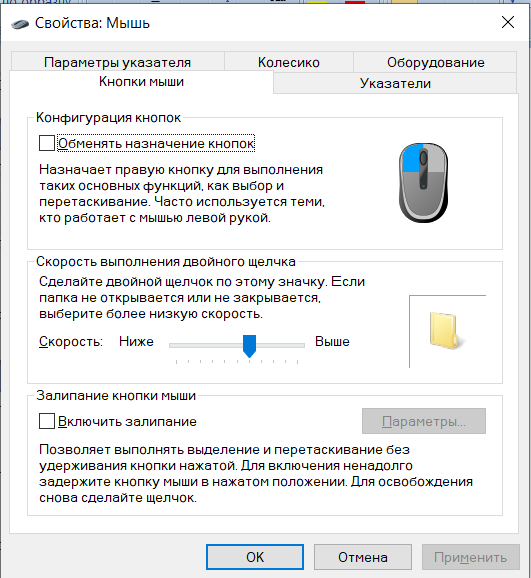 Свойства: Мышь
Параметры указателя
Колесико
Оборудование
Кнопки мыши
Указатели
Конфигурация кнопок
Обменять назначение кнопок
Назначает правую кнопку для выполнения
таких основных функций, как выбор и
перетаскивание. Часто используется теми,
кто работает с мышью левой рукой.
Скорость выполнения двойного щелчка
Сделайте двойной щелчок по этому значку. Если
папка не открывается или не закрывается,
выберите более низкую скорость.
Скорость: Ниже Выше
Залипание кнопки мыши
Включить залипание
Параметры...
Позволяет выполнять выделение и перетаскивание без
удерживания кнопки нажатой. Для включения ненадолго
задержите кнопку мыши в нажатом положении. Для освобождения
снова сделайте щелчок.
OK
Отмена
Применить